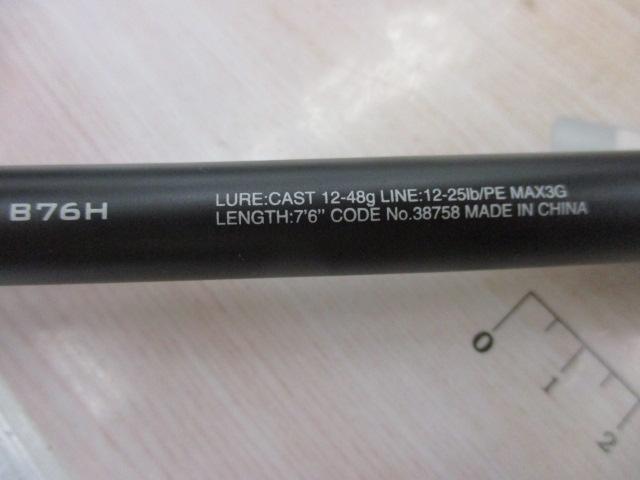 B76H
LURE:CAST 12-48g LINE:12-25lb/PE MAX3G
LENGTH:7'6" CODE No.38758 MADE IN CHINA
0
1
2